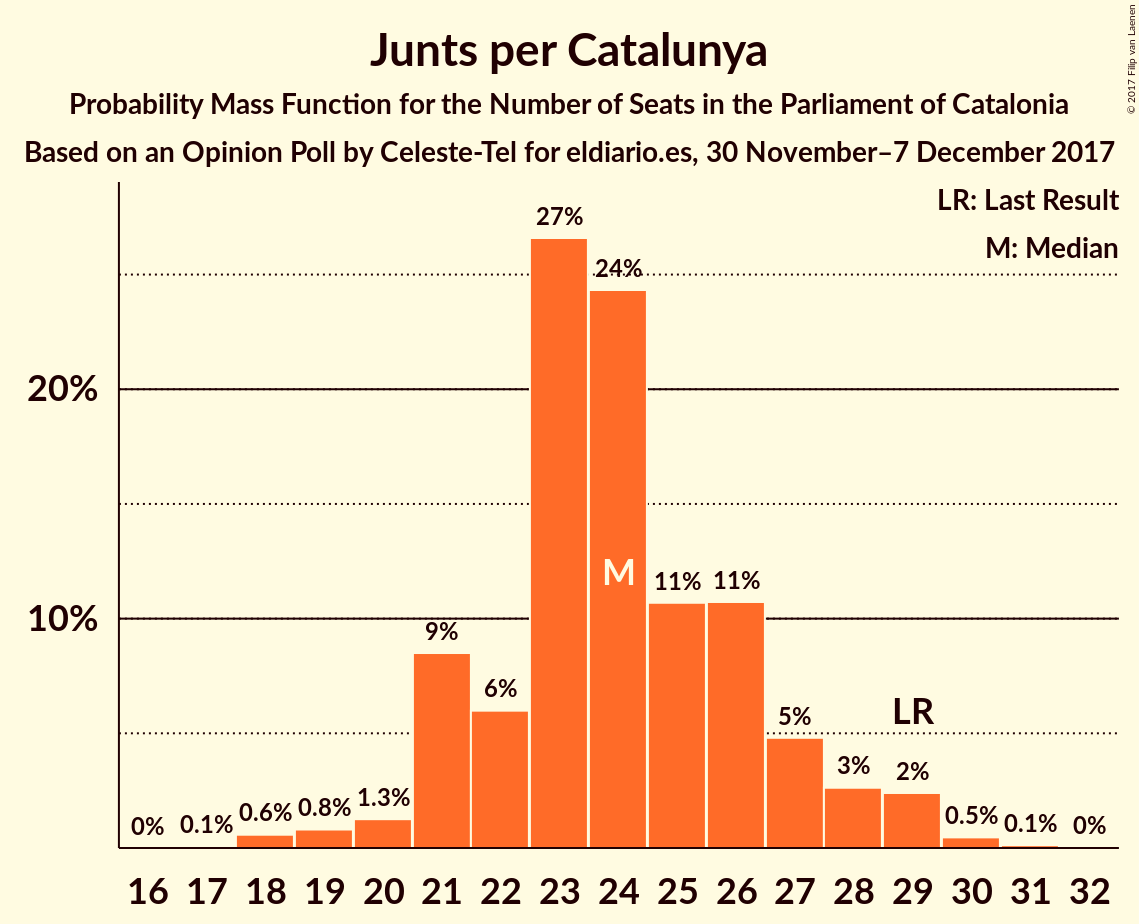 Junts per Catalunya
Probability Mass Function for the Number of Seats in the Parliament of Catalonia
Based on an Opinion Poll by Celeste-Tel for eldiario.es, 30 November–7 December 2017
© 2017 Filip van Laenen
LR: Last Result
M: Median
27%
24%
20%
M
11% 11%
10%
9%
6%
LR
5%
3% 2%
0% 0.1% 0.6% 0.8% 1.3%
0.5% 0.1% 0%
16 17 18 19 20 21 22 23 24 25 26 27 28 29 30 31 32